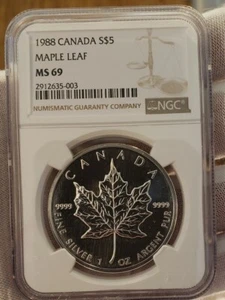 1988 CANADA S$5
MAPLE LEAF
MS 69
2912635-003
NUMISMATIC GUARANTY COMPANY
NGC
CANADA
9999 9999
FINE SILVER 1 OZ ARGENT PUR